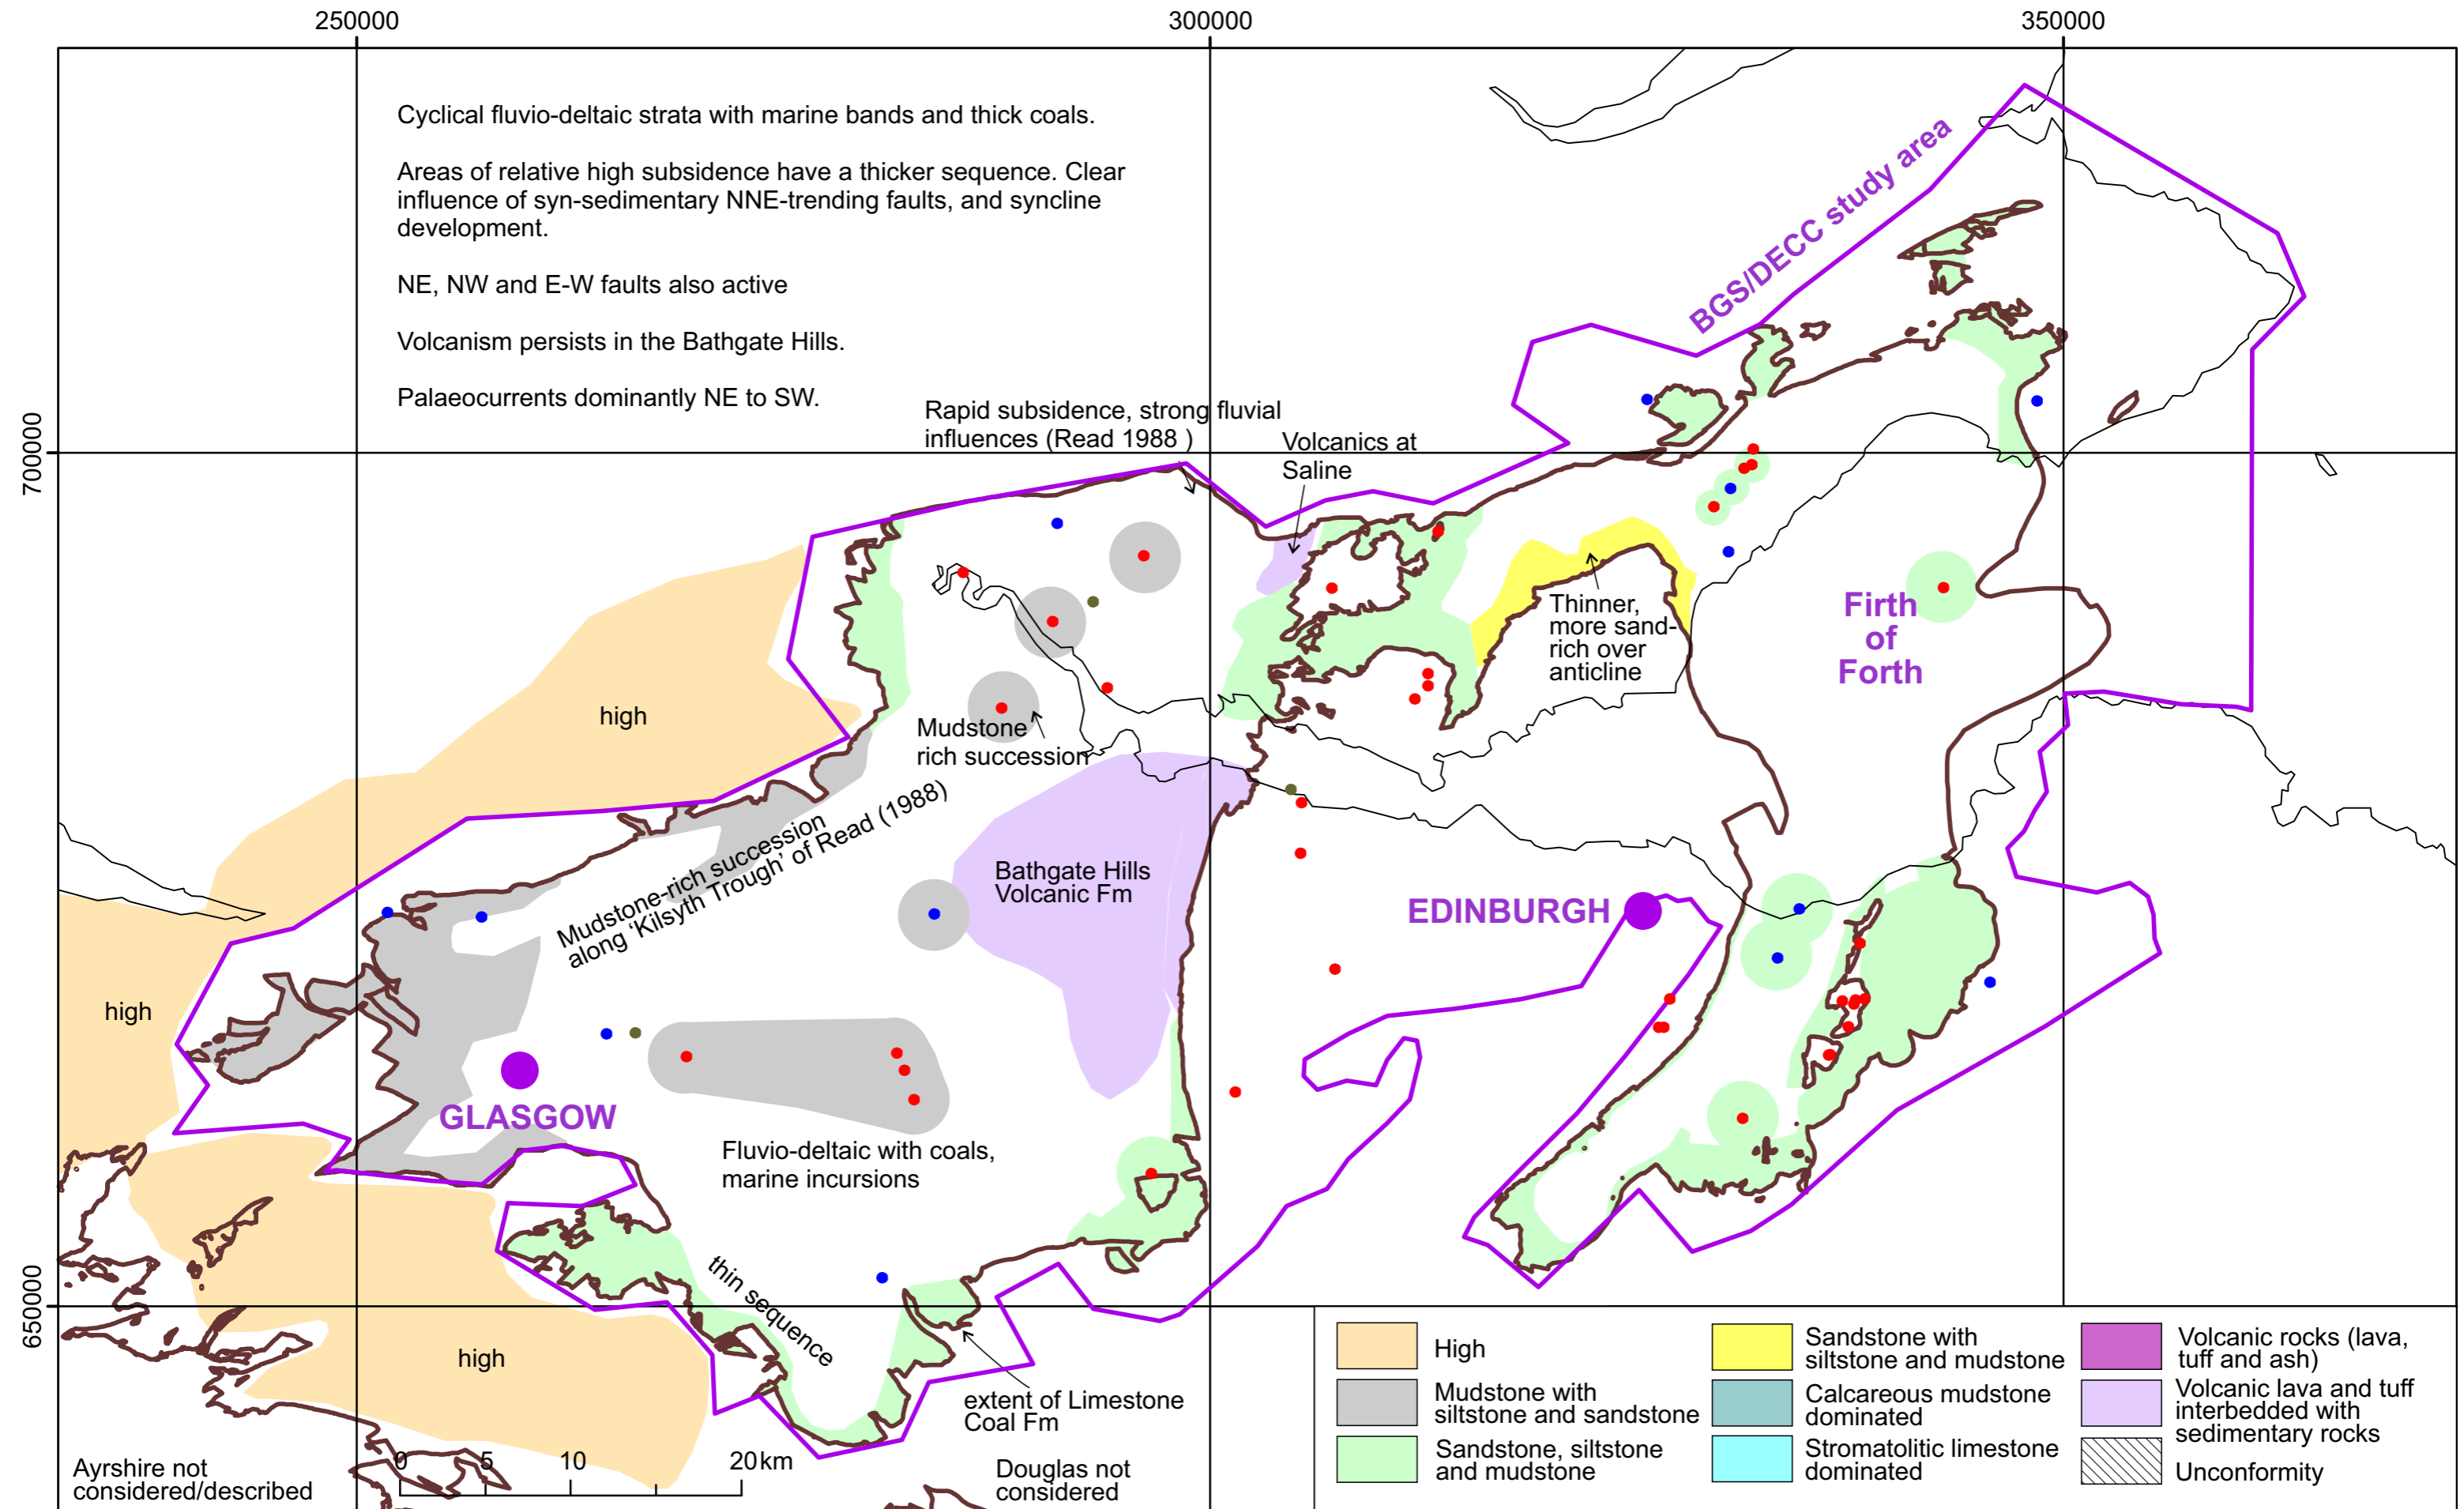 250000
300000
350000
Cyclical fluvio-deltaic strata with marine bands and thick coals.
Areas of relative high subsidence have a thicker sequence. Clear
influence of syn-sedimentary NNE-trending faults, and syncline
development.
NE, NW and E-W faults also active
Volcanism persists in the Bathgate Hills.
Palaeocurrents dominantly NE to SW.
BGS/DECC study area
700000
Rapid subsidence, strong fluvial
influences (Read 1988 )
Volcanics at
Saline
Thinner,
more sand-
rich over
anticline
Firth
of
Forth
high
Mudstone
rich succession
Mudstone-rich succession
along ‘Kilsyth Trough’ of Read (1988)
Bathgate Hills
Volcanic Fm
EDINBURGH
high
GLASGOW
Fluvio-deltaic with coals,
marine incursions
thin sequence
650000
high
extent of Limestone
Coal Fm
Ayrshire not
considered/described
0 5 10 20km
Douglas not
considered
High
Mudstone with
siltstone and sandstone
Sandstone, siltstone
and mudstone
Sandstone with
siltstone and mudstone
Calcareous mudstone
dominated
Stromatolitic limestone
dominated
Volcanic rocks (lava,
tuff and ash)
Volcanic lava and tuff
interbedded with
sedimentary rocks
Unconformity